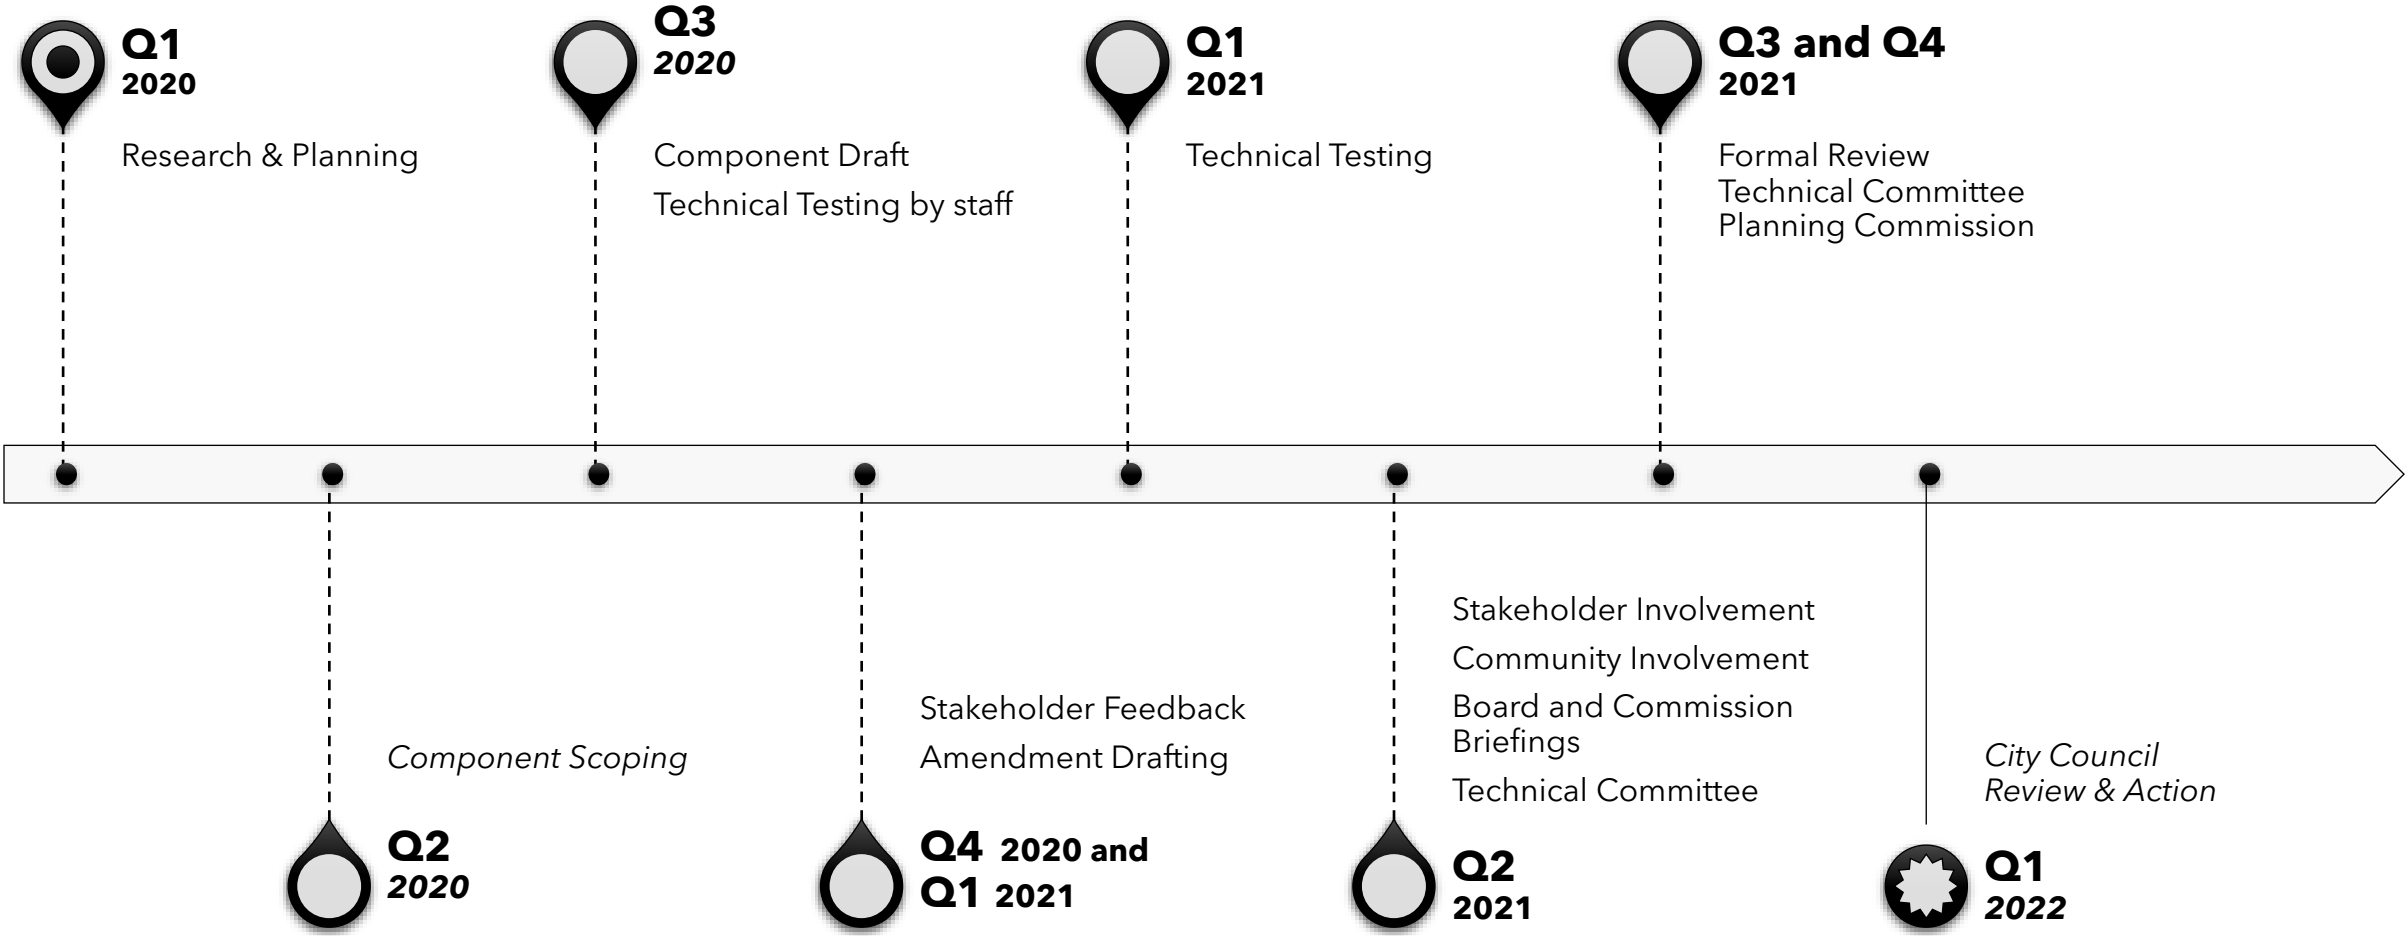 Q1
2020
Research & Planning
Q2
2020
Component Scoping
Q3
2020
Component Draft
Technical Testing by staff
Stakeholder Feedback
Amendment Drafting
Q4 2020 and
Q1 2021
Q1
2021
Technical Testing
Stakeholder Involvement
Community Involvement
Board and Commission
Briefings
Technical Committee
Q2
2021
Q3 and Q4
2021
Formal Review
Technical Committee
Planning Commission
City Council
Review & Action
Q1
2022